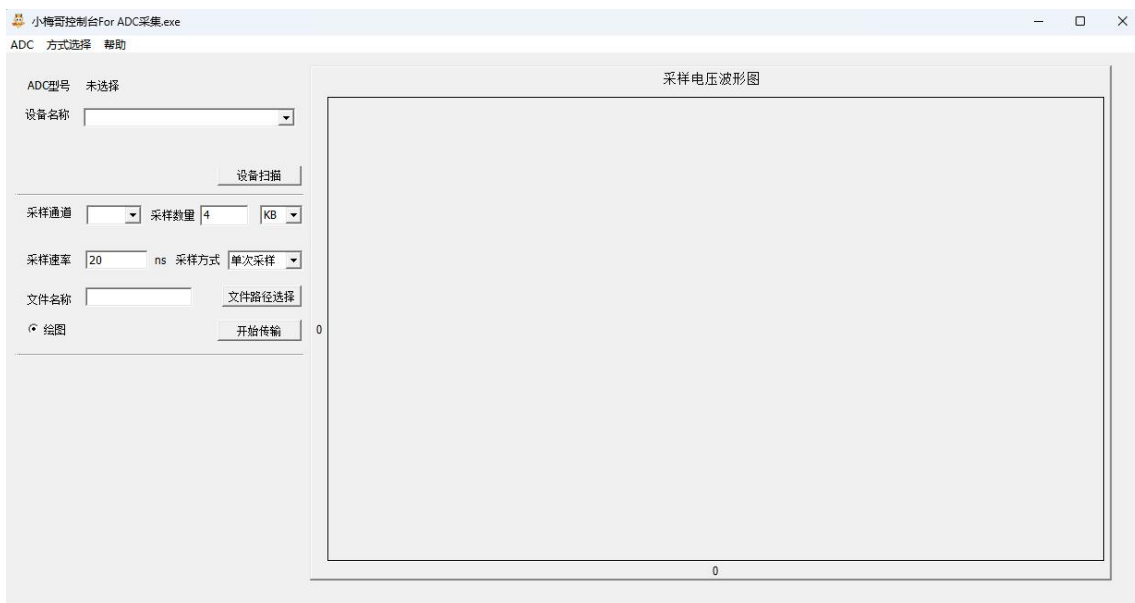 小梅哥控制台For ADC采集.exe
ADC 方式选择 帮助
ADC型号 未选择
设备名称
设备扫描
采样通道 采样数量 4 KB
采样速率 20 ns 采样方式 单次采样
文件名称 文件路径选择
绘图 开始传输
采样电压波形图
0
0